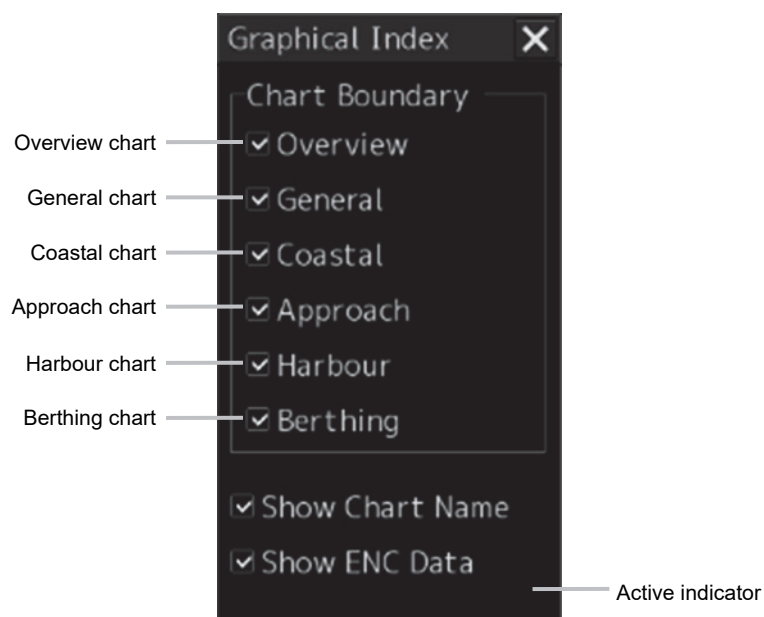 Graphical Index
Chart Boundary
Overview chart
Overview
General chart
General
Coastal chart
Coastal
Approach chart
Approach
Harbour chart
Harbour
Berthing chart
Berthing
Show Chart Name
Show ENC Data
Active indicator